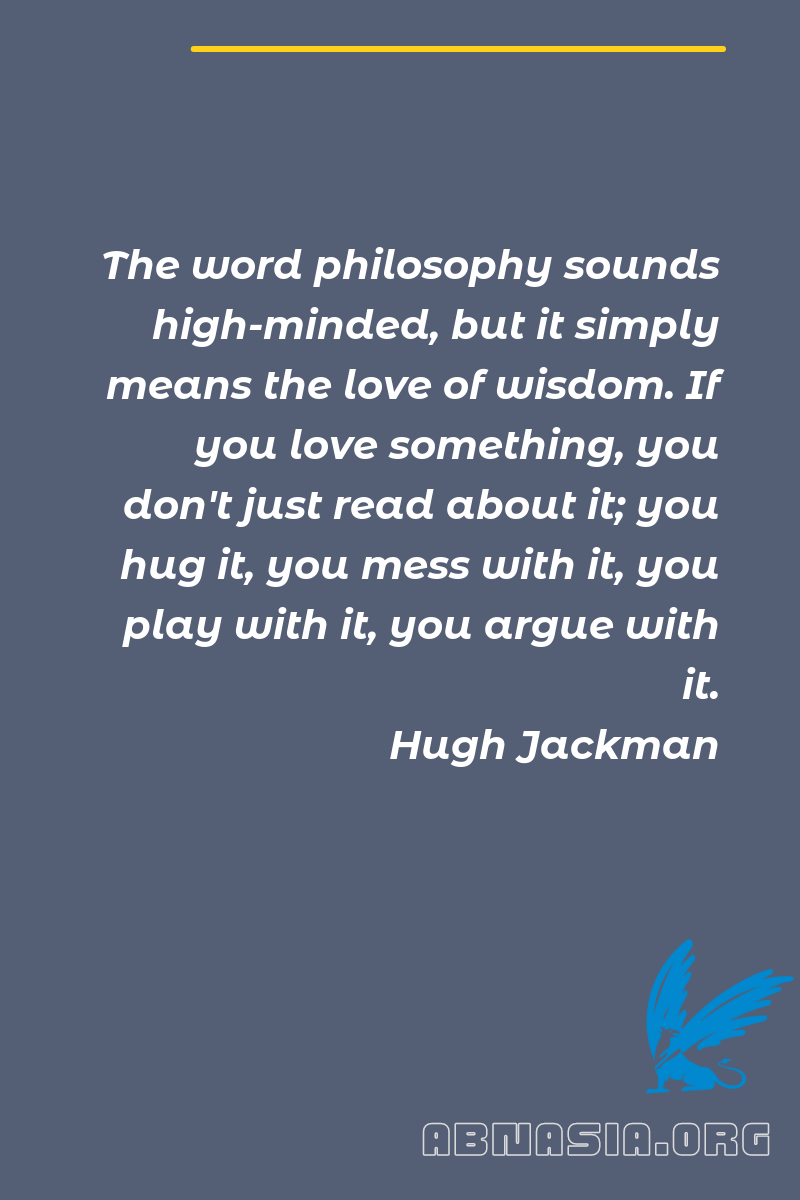 The word philosophy sounds
high-minded, but it simply
means the love of wisdom. If
you love something, you
don't just read about it; you
hug it, you mess with it, you
play with it, you argue with
it.
Hugh Jackman
ABNASIA.ORG